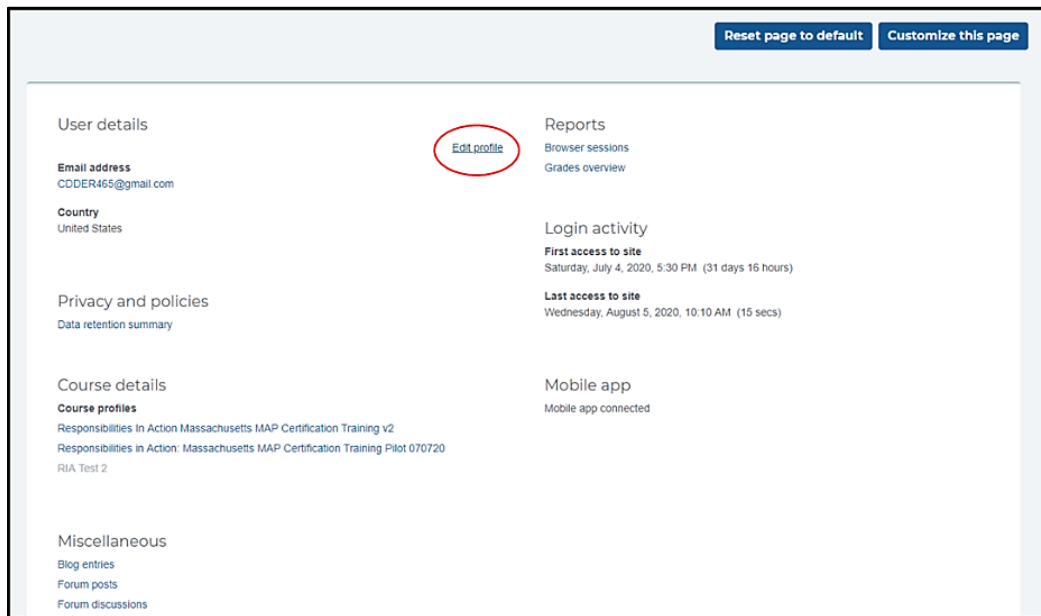 Reset page to default
Customize this page
User details
Edit profile
Email address
CDDER465@gmail.com
Country
United States
Privacy and policies
Data retention summary
Course details
Course profiles
Responsibilities In Action Massachusetts MAP Certification Training v2
Responsibilities in Action: Massachusetts MAP Certification Training Pilot 070720
RIA Test 2
Miscellaneous
Blog entries
Forum posts
Forum discussions
Reports
Browser sessions
Grades overview
Login activity
First access to site
Saturday, July 4, 2020, 5:30 PM (31 days 16 hours)
Last access to site
Wednesday, August 5, 2020, 10:10 AM (15 secs)
Mobile app
Mobile app connected